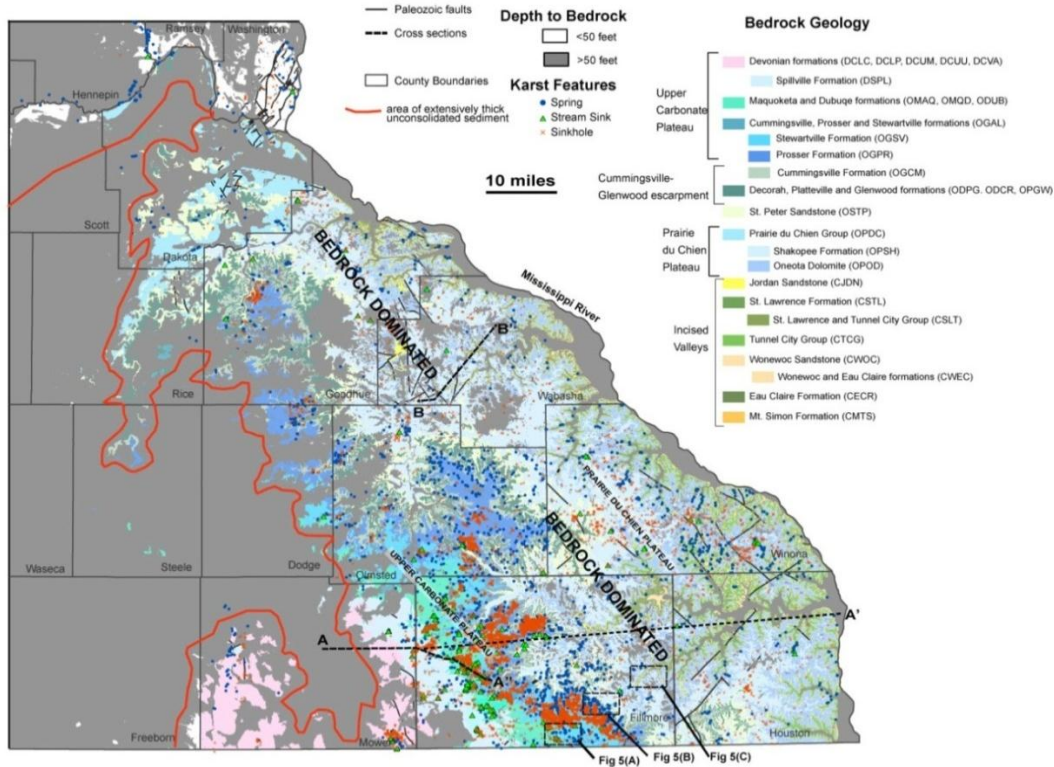 Paleozoic faults
Cross sections
County Boundaries
area of extensively thick
unconsolidated sediment
Depth to Bedrock
<50 feet
>50 feet
Karst Features
Spring
Stream Sink
Sinkhole
10 miles
Bedrock Geology
Upper
Carbonate
Plateau
Devonian formations (DCLC, DCLP, DCUM, DCUU, DCVA)
Spillville Formation (DSPL)
Maquoketa and Dubuqe formations (OMAQ, OMQD, ODUB)
Cummingsville, Prosser and Stewartville formations (OGAL)
Stewartville Formation (OGSV)
Prosser Formation (OGPR)
Cummingsville Formation (OGCM)
Cummingsville-
Glenwood escarpment
Decorah, Platteville and Glenwood formations (ODPG. ODCR, OPGW)
St. Peter Sandstone (OSTP)
Prairie
du Chien
Plateau
Prairie du Chien Group (OPDC)
Shakopee Formation (OPSH)
Oneota Dolomite (OPOD)
Incised
Valleys
Jordan Sandstone (CJDN)
St. Lawrence Formation (CSTL)
St. Lawrence and Tunnel City Group (CSLT)
Tunnel City Group (CTCG)
Wonewoc Sandstone (CWOC)
Wonewoc and Eau Claire formations (CWEC)
Eau Claire Formation (CECR)
Mt. Simon Formation (CMTS)
Ramsey
Washington
Hennepin
Scott
Dakota
BEDROCK DOMINATED
Mississippi River
Rice
Goodhue
B'
B
Wabasha
PRAIRIE DU CHIEN PLATEAU
Winona
Waseca
Steele
Dodge
Olmsted
UPPER CARBONATE PLATEAU
BEDROCK DOMINATED
A
A'
A'
Freeborn
Mower
Fillmore
Houston
Fig 5(A)
Fig 5(B)
Fig 5(C)